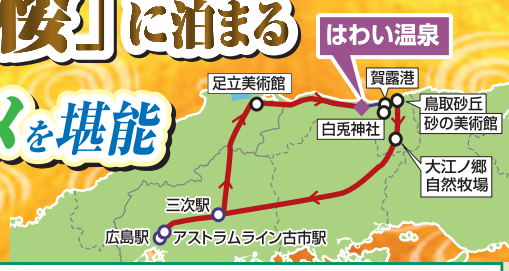 」に泊まる
を堪能
はわい温泉
足立美術館
賀露港
鳥取砂丘
砂の美術館
白兎神社
大江ノ郷
自然牧場
三次駅
広島駅
アストラムライン古市駅